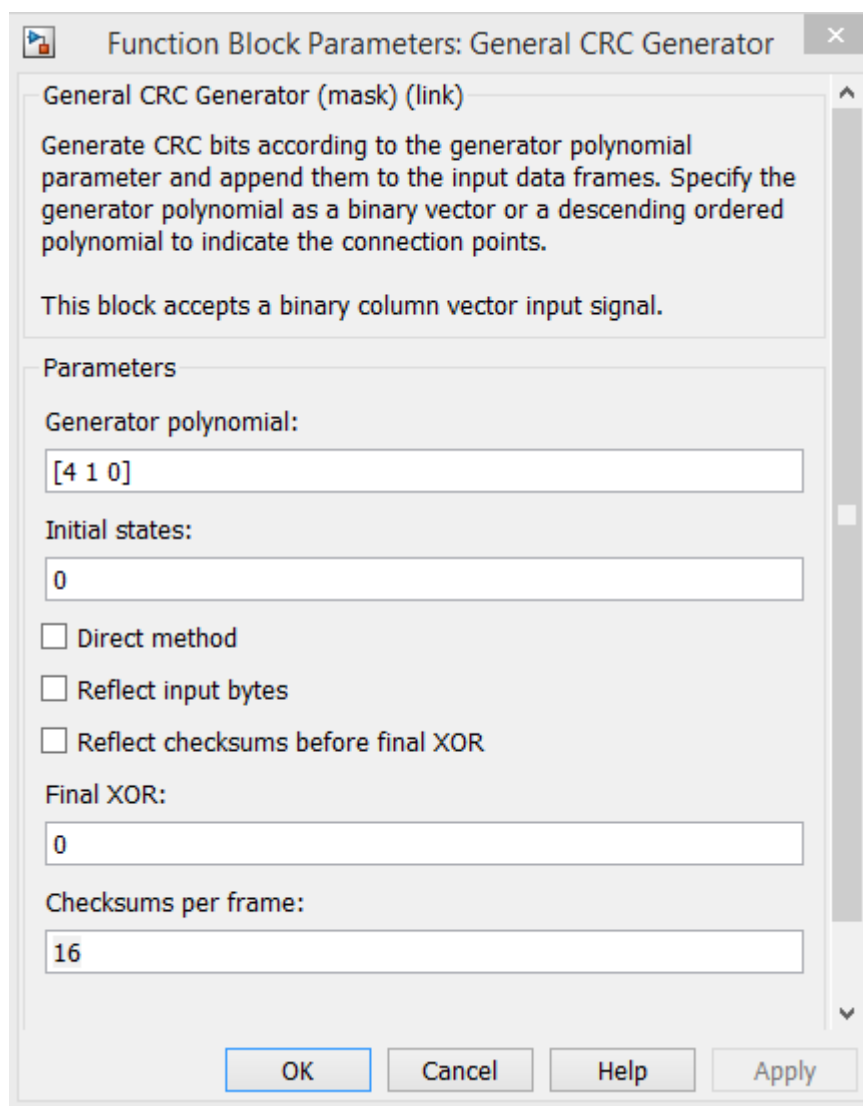 Function Block Parameters: General CRC Generator
General CRC Generator (mask) (link)
Generate CRC bits according to the generator polynomial
parameter and append them to the input data frames. Specify the
generator polynomial as a binary vector or a descending ordered
polynomial to indicate the connection points.
This block accepts a binary column vector input signal.
Parameters
Generator polynomial:
[4 1 0]
Initial states:
0
Direct method
Reflect input bytes
Reflect checksums before final XOR
Final XOR:
0
Checksums per frame:
16
OK Cancel Help Apply